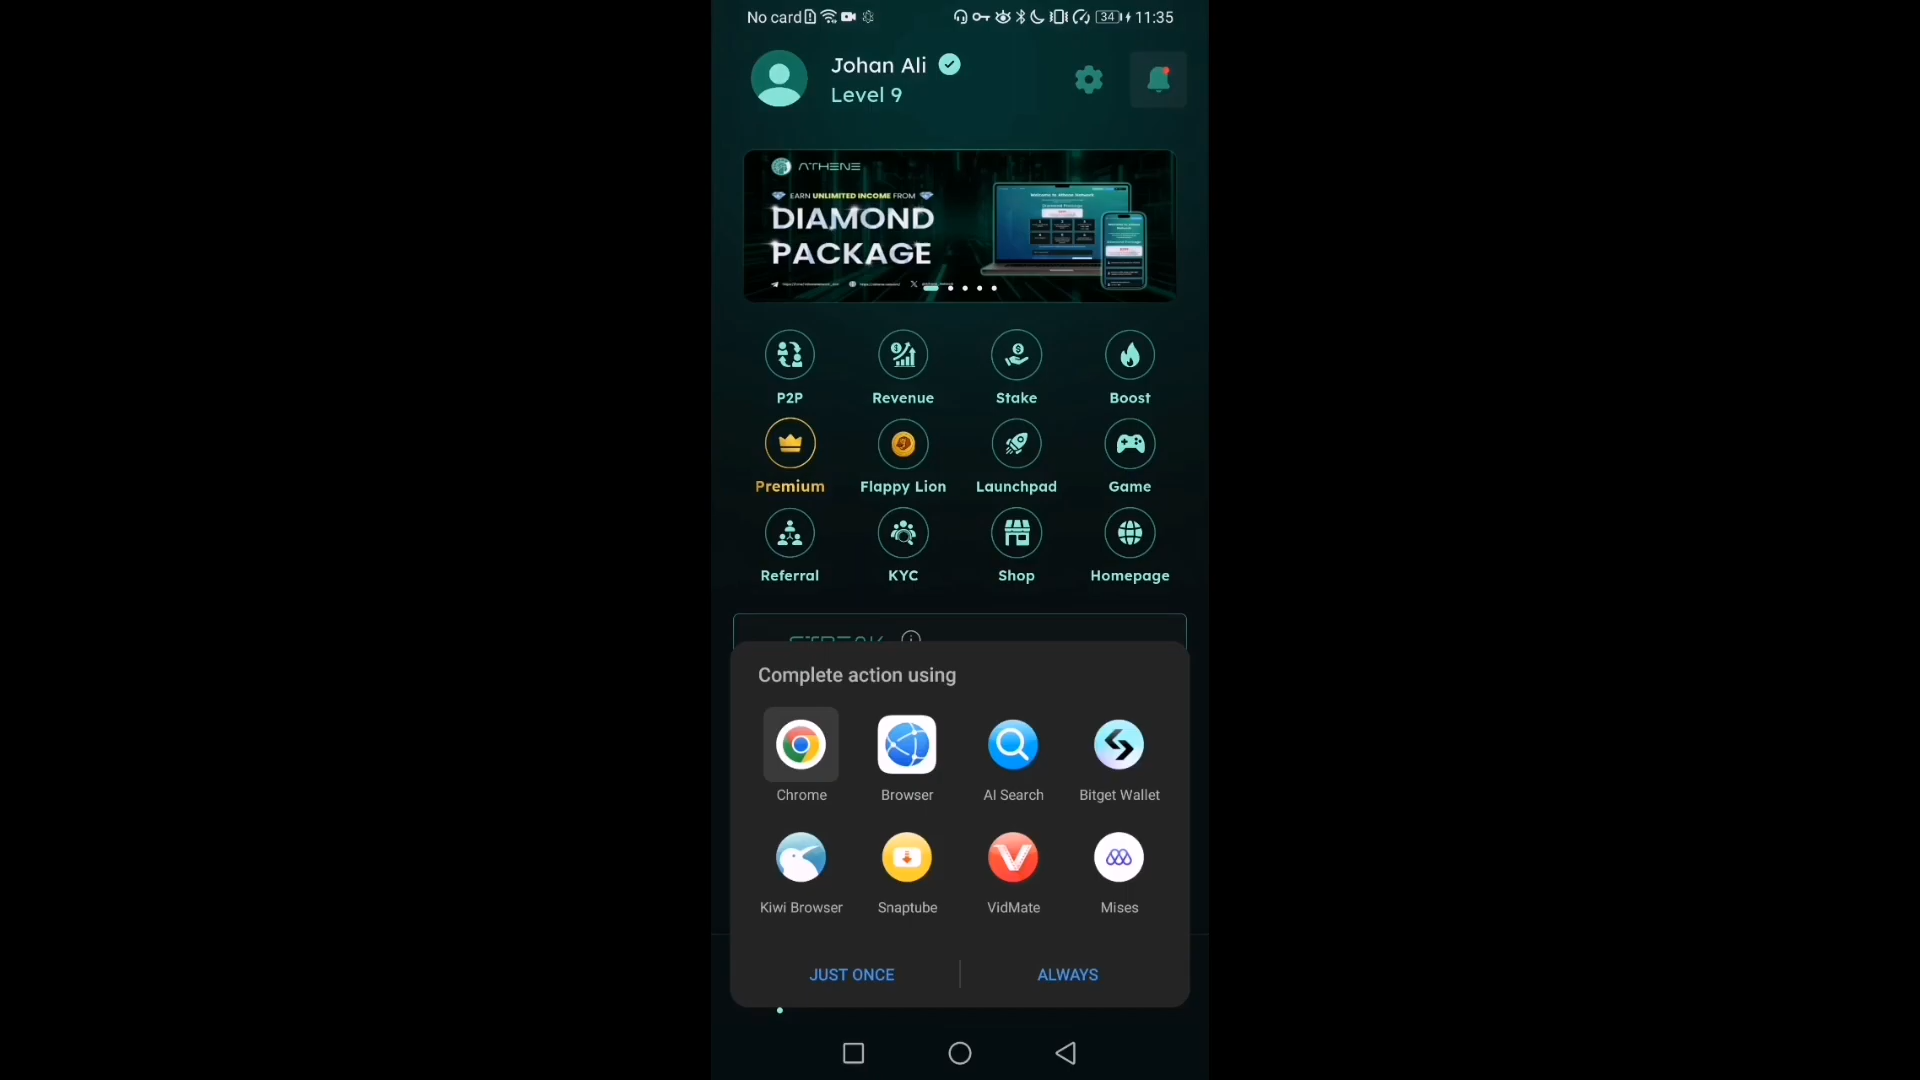 No card
34
11:35
Johan Ali
Level 9
ATHENE
EARN UNLIMITED INCOME FROM
DIAMOND
PACKAGE
P2P
Revenue
Stake
Boost
Premium
Flappy Lion
Launchpad
Game
Referral
KYC
Shop
Homepage
STREAK
Complete action using
Chrome
Browser
AI Search
Bitget Wallet
Kiwi Browser
Snaptube
VidMate
Mises
JUST ONCE
ALWAYS